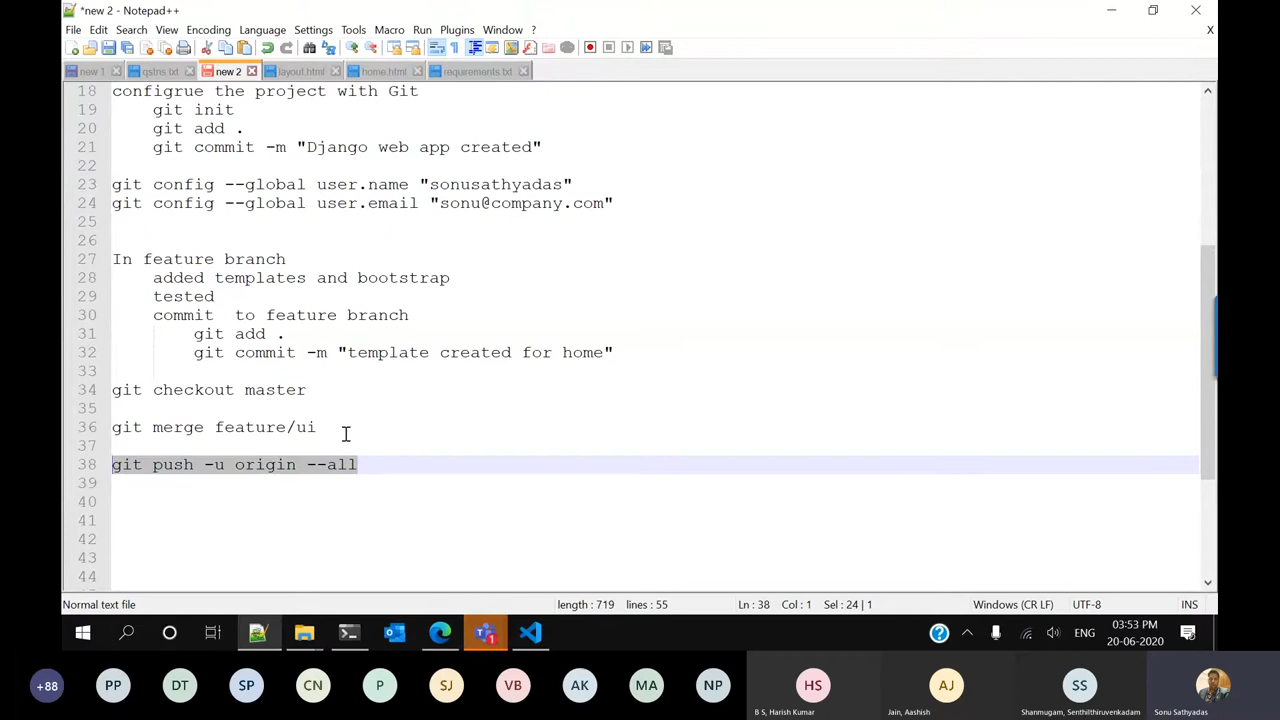 *new 2 - Notepad++
File Edit Search View Encoding Language Settings Tools Macro Run Plugins Window ? X
new 1 qstns.txt new 2 layout.html home.html requirements.txt
18 configrue the project with Git
19 git init
20 git add .
21 git commit -m "Django web app created"
22
23 git config --global user.name "sonusathyadas"
24 git config --global user.email "sonu@company.com"
25
26
27 In feature branch
28 added templates and bootstrap
29 tested
30 commit  to feature branch
31 git add .
32 git commit -m "template created for home"
33
34 git checkout master
35
36 git merge feature/ui
37
38 git push -u origin --all
39
40
41
42
43
44
Normal text file length : 719 lines : 55 Ln : 38 Col : 1 Sel : 24 | 1 Windows (CR LF) UTF-8 INS
1 ENG 03:53 PM
20-06-2020
+88 PP DT SP CN P SJ VB AK MA NP HS AJ SS
B S, Harish Kumar Jain, Aashish Shanmugam, Senthilthiruvenkadam Sonu Sathyadas